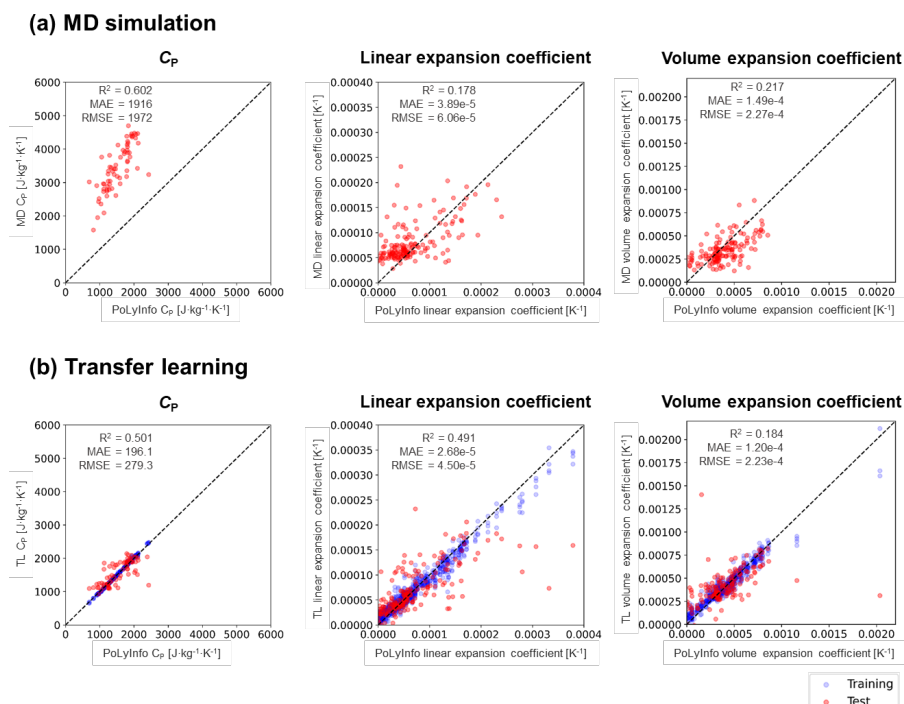 (a) MD simulation
C_P
R² = 0.602
MAE = 1916
RMSE = 1972
6000
5000
4000
3000
2000
1000
0
MD C_P [J·kg⁻¹·K⁻¹]
0 1000 2000 3000 4000 5000 6000
PoLyInfo C_P [J·kg⁻¹·K⁻¹]
Linear expansion coefficient
R² = 0.178
MAE = 3.89e-5
RMSE = 6.06e-5
0.00040
0.00035
0.00030
0.00025
0.00020
0.00015
0.00010
0.00005
0.00000
MD linear expansion coefficient [K⁻¹]
0.0000 0.0001 0.0002 0.0003 0.0004
PoLyInfo linear expansion coefficient [K⁻¹]
Volume expansion coefficient
R² = 0.217
MAE = 1.49e-4
RMSE = 2.27e-4
0.00200
0.00175
0.00150
0.00125
0.00100
0.00075
0.00050
0.00025
0.00000
MD volume expansion coefficient [K⁻¹]
0.0000 0.0005 0.0010 0.0015 0.0020
PoLyInfo volume expansion coefficient [K⁻¹]
(b) Transfer learning
C_P
R² = 0.501
MAE = 196.1
RMSE = 279.3
6000
5000
4000
3000
2000
1000
0
TL C_P [J·kg⁻¹·K⁻¹]
0 1000 2000 3000 4000 5000 6000
PoLyInfo C_P [J·kg⁻¹·K⁻¹]
Linear expansion coefficient
R² = 0.491
MAE = 2.68e-5
RMSE = 4.50e-5
0.00040
0.00035
0.00030
0.00025
0.00020
0.00015
0.00010
0.00005
0.00000
TL linear expansion coefficient [K⁻¹]
0.0000 0.0001 0.0002 0.0003 0.0004
PoLyInfo linear expansion coefficient [K⁻¹]
Volume expansion coefficient
R² = 0.184
MAE = 1.20e-4
RMSE = 2.23e-4
0.00200
0.00175
0.00150
0.00125
0.00100
0.00075
0.00050
0.00025
0.00000
TL volume expansion coefficient [K⁻¹]
0.0000 0.0005 0.0010 0.0015 0.0020
PoLyInfo volume expansion coefficient [K⁻¹]
Training
Test